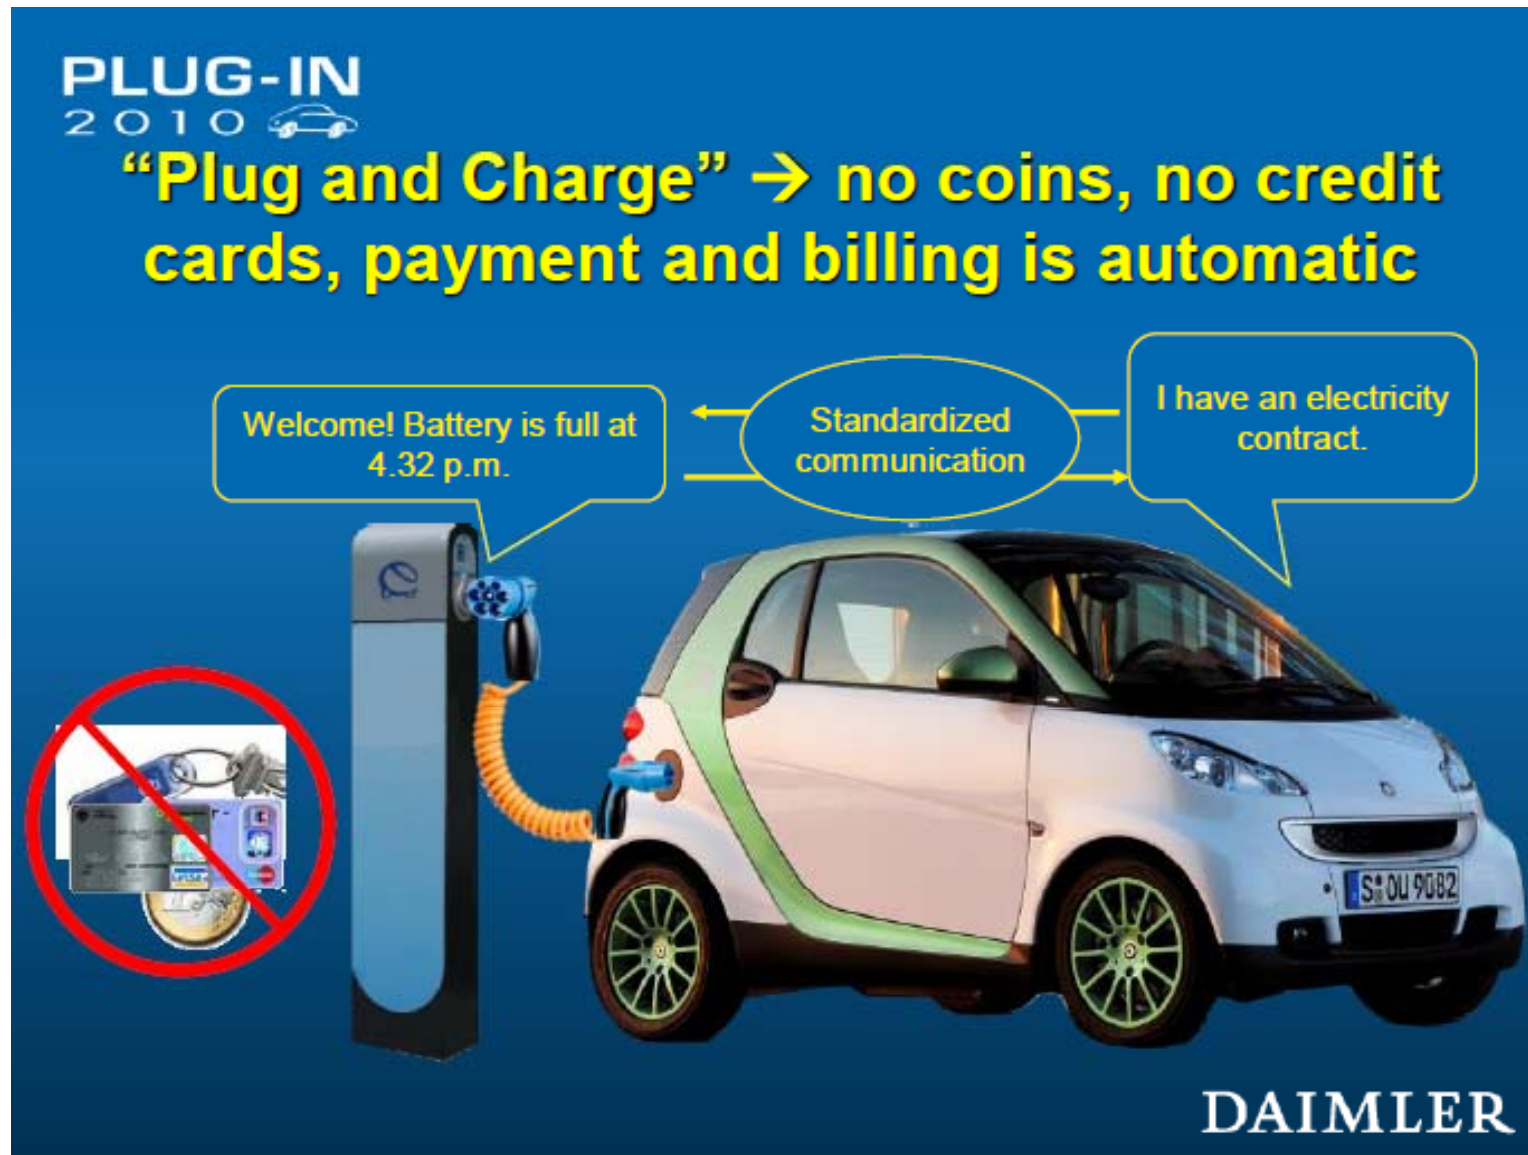 PLUG-IN
2010
“Plug and Charge” → no coins, no credit
cards, payment and billing is automatic
Welcome! Battery is full at
4.32 p.m.
Standardized
communication
I have an electricity
contract.
VISA
S OU 9082
DAIMLER